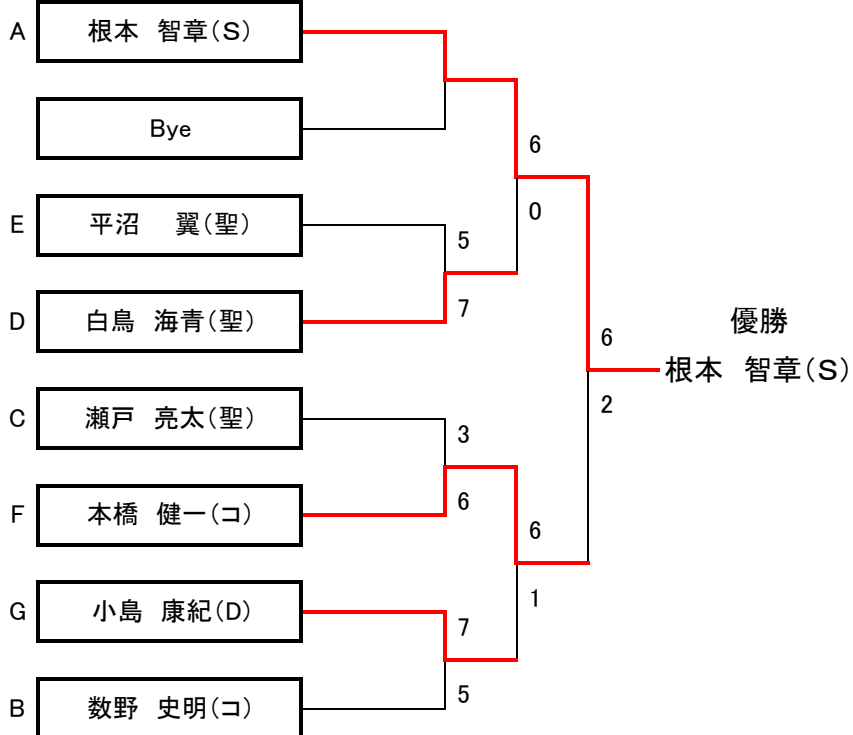 A 根本　智章(S)
Bye
6
0
E 平沼　翼(聖)
5
7
D 白鳥　海青(聖)
優勝
6
根本　智章(S)
2
C 瀬戸　亮太(聖)
3
6
F 本橋　健一(コ)
6
1
G 小島　康紀(D)
7
5
B 数野　史明(コ)